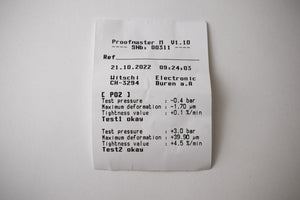 Proofmaster M V1.10
---- SNb: 00311 ----
Ref
21.10.2022 09:24:03
Witschi Electronic
CH-3294 Buren a.A
[ P02 ]
Test pressure : -0.4 bar
Maximum deformation : -1.70 µm
Tightness value : +0.1 %/min
Test1 okay
Test pressure : +3.0 bar
Maximum deformation : +39.90 µm
Tightness value : +4.5 %/min
Test2 okay